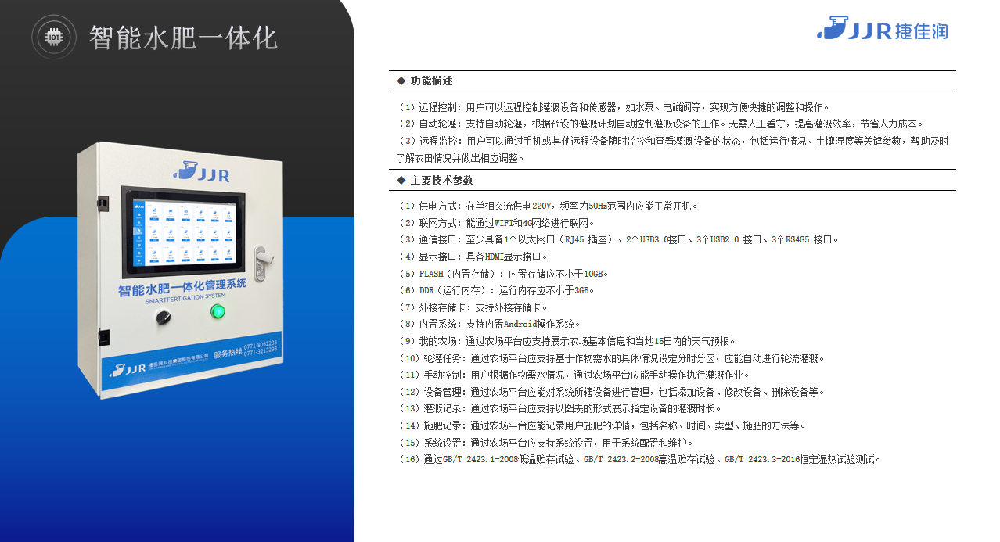 IOT
智能水肥一体化
JJR捷佳润
JJR
智能水肥一体化管理系统
SMARTFERTIGATION SYSTEM
JJR 捷佳润科技集团股份有限公司
服务热线
0771-8052233
0771-3213293
◆ 功能描述
（1）远程控制：用户可以远程控制灌溉设备和传感器，如水泵、电磁阀等，实现方便快捷的调整和操作。
（2）自动轮灌：支持自动轮灌，根据预设的灌溉计划自动控制灌溉设备的工作。无需人工看守，提高灌溉效率，节省人力成本。
（3）远程监控：用户可以通过手机或其他远程设备随时监控和查看灌溉设备的状态，包括运行情况、土壤湿度等关键参数，帮助及时
了解农田情况并做出相应调整。
◆ 主要技术参数
（1）供电方式：在单相交流供电220V，频率为50Hz范围内应能正常开机。
（2）联网方式：能通过WIFI和4G网络进行联网。
（3）通信接口：至少具备1个以太网口（RJ45 插座）、2个USB3.0接口、3个USB2.0 接口、3个RS485 接口。
（4）显示接口：具备HDMI显示接口。
（5）FLASH（内置存储）：内置存储应不小于10GB。
（6）DDR（运行内存）：运行内存应不小于3GB。
（7）外接存储卡：支持外接存储卡。
（8）内置系统：支持内置Android操作系统。
（9）我的农场：通过农场平台应支持展示农场基本信息和当地15日内的天气预报。
（10）轮灌任务：通过农场平台应支持基于作物需水的具体情况设定分时分区，应能自动进行轮流灌溉。
（11）手动控制：用户根据作物需水情况，通过农场平台应能手动操作执行灌溉作业。
（12）设备管理：通过农场平台应能对系统所辖设备进行管理，包括添加设备、修改设备、删除设备等。
（13）灌溉记录：通过农场平台应支持以图表的形式展示指定设备的灌溉时长。
（14）施肥记录：通过农场平台应能记录用户施肥的详情，包括名称、时间、类型、施肥的方法等。
（15）系统设置：通过农场平台应支持系统设置，用于系统配置和维护。
（16）通过GB/T 2423.1-2008低温贮存试验、GB/T 2423.2-2008高温贮存试验、GB/T 2423.3-2016恒定湿热试验测试。